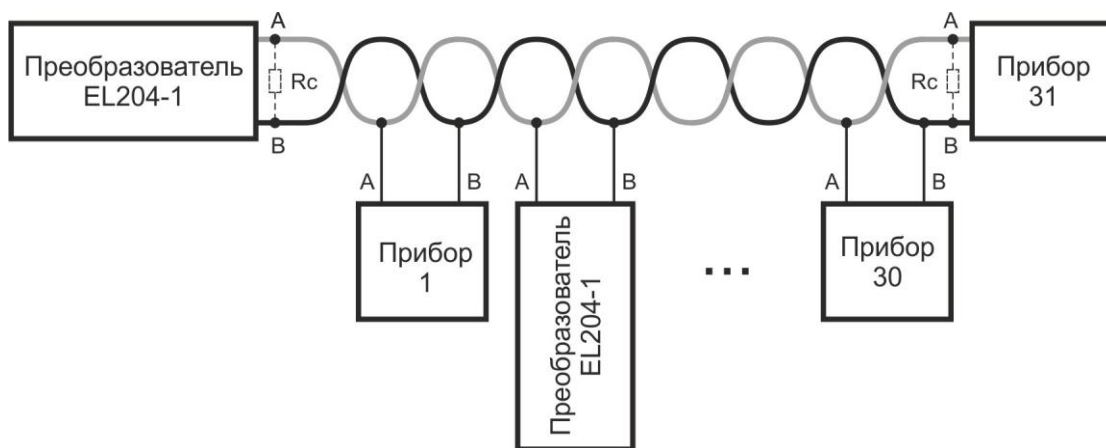 Преобразователь
EL204-1
A
Rc
B
A
Rc
B
Прибор
31
A
B
Прибор
1
A
B
Преобразователь
EL204-1
...
A
B
Прибор
30